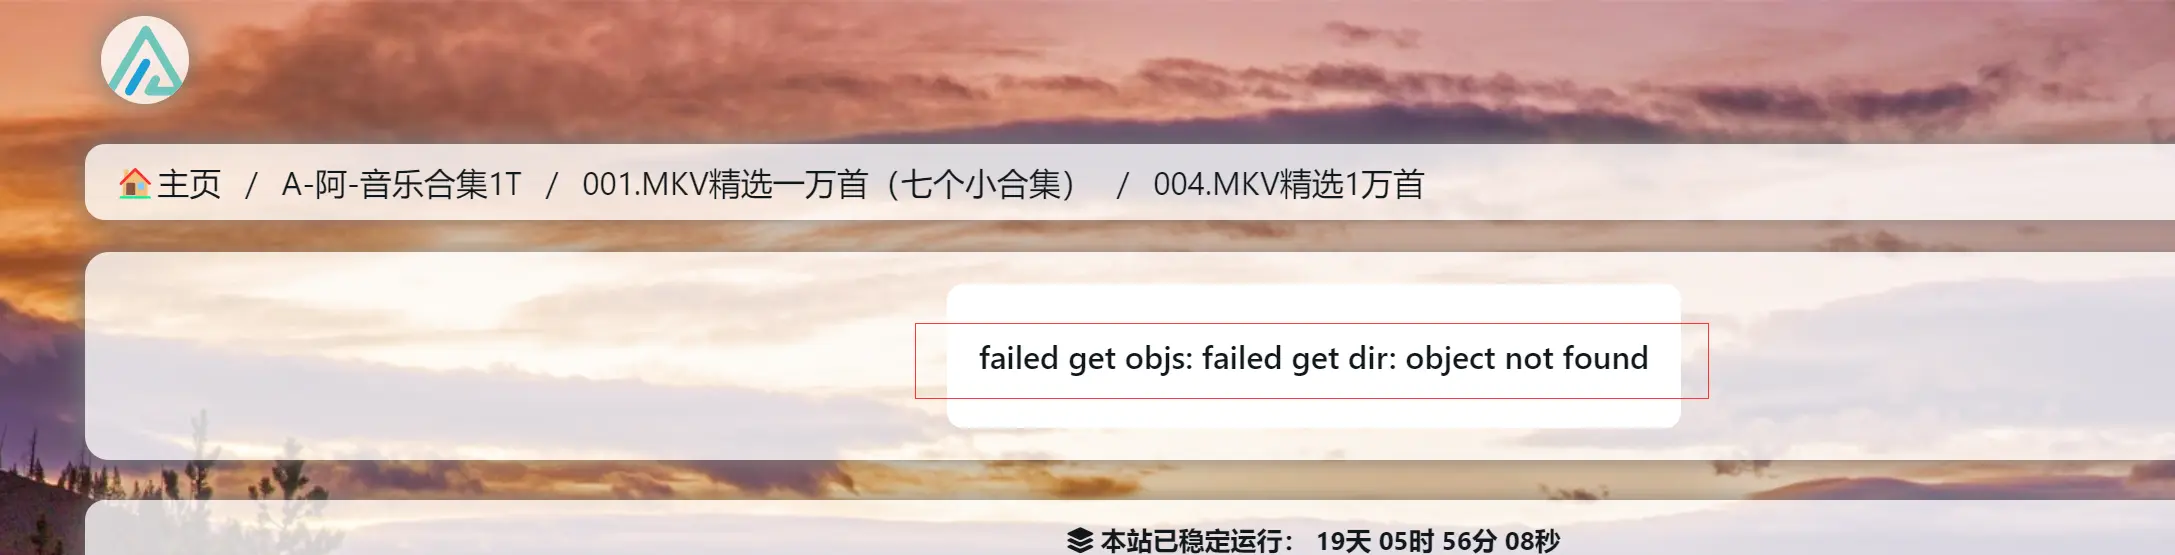 主页 / A-阿-音乐合集1T / 001.MKV精选一万首（七个小合集） / 004.MKV精选1万首
failed get objs: failed get dir: object not found
本站已稳定运行： 19天 05时 56分 08秒